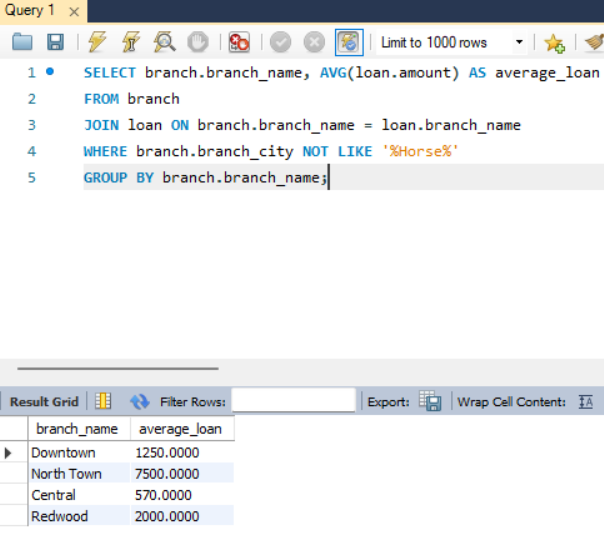 Query 1 ×
Limit to 1000 rows
1 SELECT branch.branch_name, AVG(loan.amount) AS average_loan
2 FROM branch
3 JOIN loan ON branch.branch_name = loan.branch_name
4 WHERE branch.branch_city NOT LIKE '%Horse%'
5 GROUP BY branch.branch_name;
Result Grid Filter Rows: Export: Wrap Cell Content:
branch_name average_loan
Downtown 1250.0000
North Town 7500.0000
Central 570.0000
Redwood 2000.0000